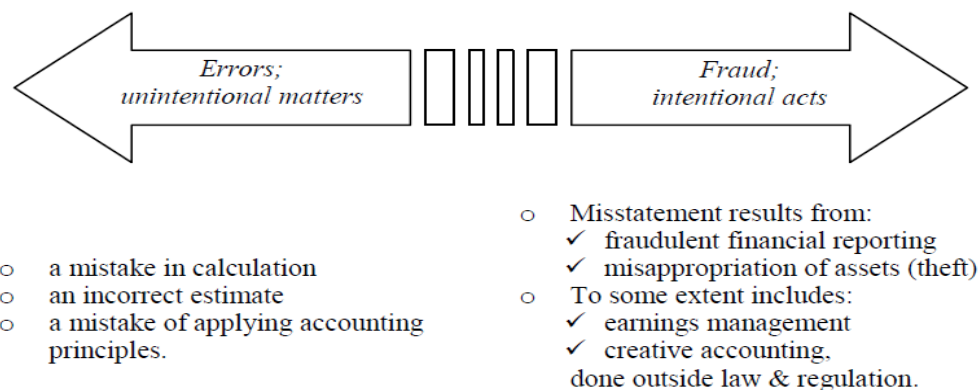 Errors;
unintentional matters
Fraud;
intentional acts
o a mistake in calculation
o an incorrect estimate
o a mistake of applying accounting
principles.
o Misstatement results from:
✓ fraudulent financial reporting
✓ misappropriation of assets (theft)
o To some extent includes:
✓ earnings management
✓ creative accounting,
done outside law & regulation.